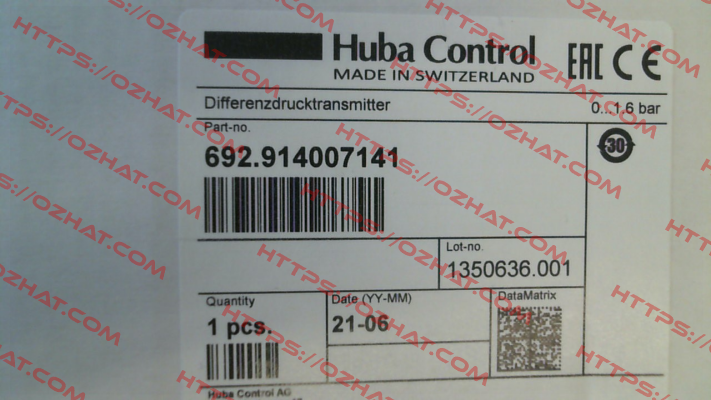 Huba Control
MADE IN SWITZERLAND
EAC CE
Differenzdrucktransmitter
0...1.6 bar
Part-no.
692.914007141
30
Lot-no.
1350636.001
Quantity
1 pcs.
Date (YY-MM)
21-06
DataMatrix
Huba Control AG
HTTPS://OZHAT.COM